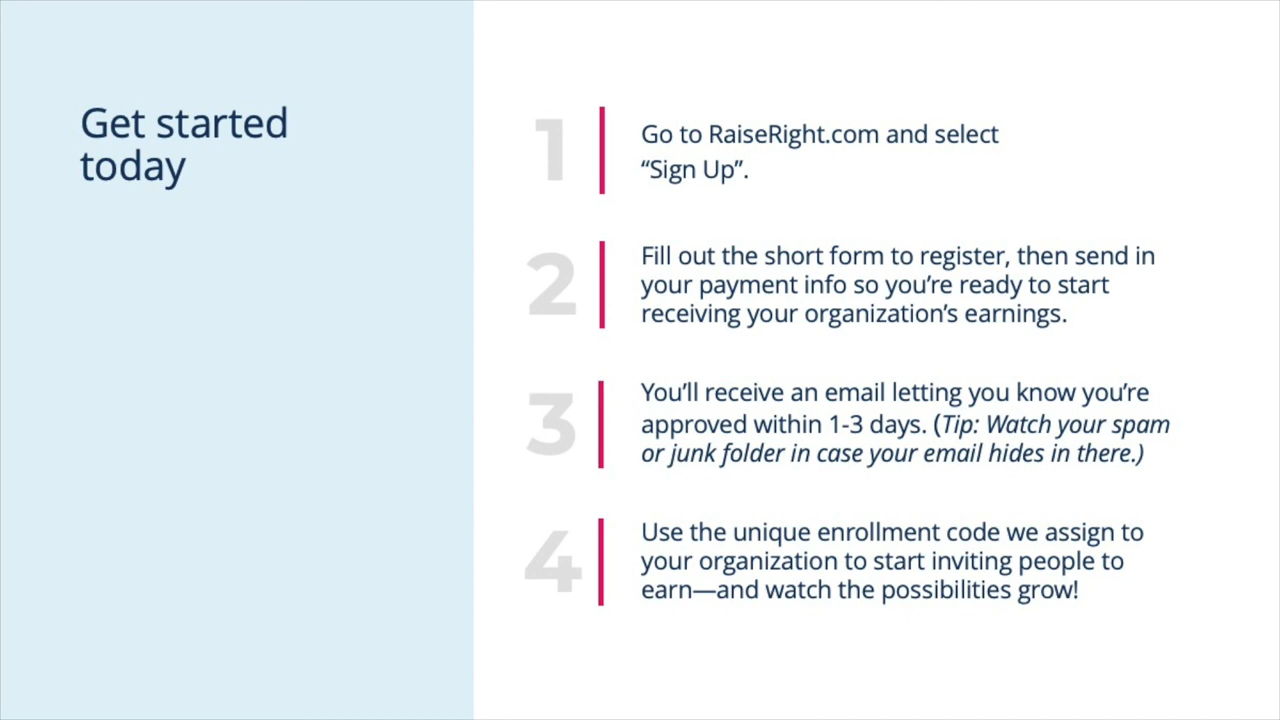 Get started
today
1
Go to RaiseRight.com and select
“Sign Up”.
2
Fill out the short form to register, then send in
your payment info so you’re ready to start
receiving your organization’s earnings.
3
You’ll receive an email letting you know you’re
approved within 1-3 days. (Tip: Watch your spam
or junk folder in case your email hides in there.)
4
Use the unique enrollment code we assign to
your organization to start inviting people to
earn—and watch the possibilities grow!